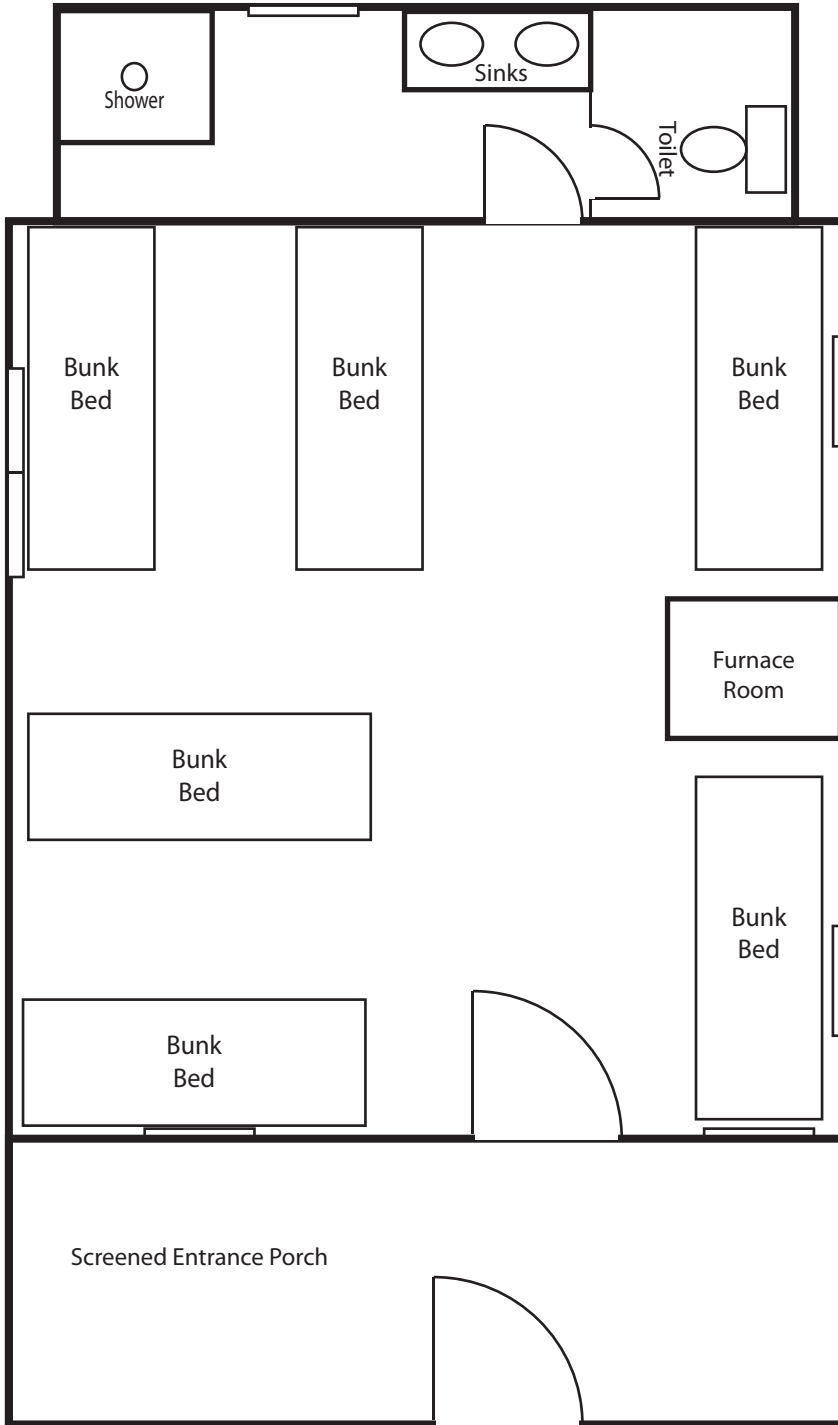 Sinks
Shower
Toilet
Bunk
Bed
Bunk
Bed
Bunk
Bed
Furnace
Room
Bunk
Bed
Bunk
Bed
Bunk
Bed
Screened Entrance Porch